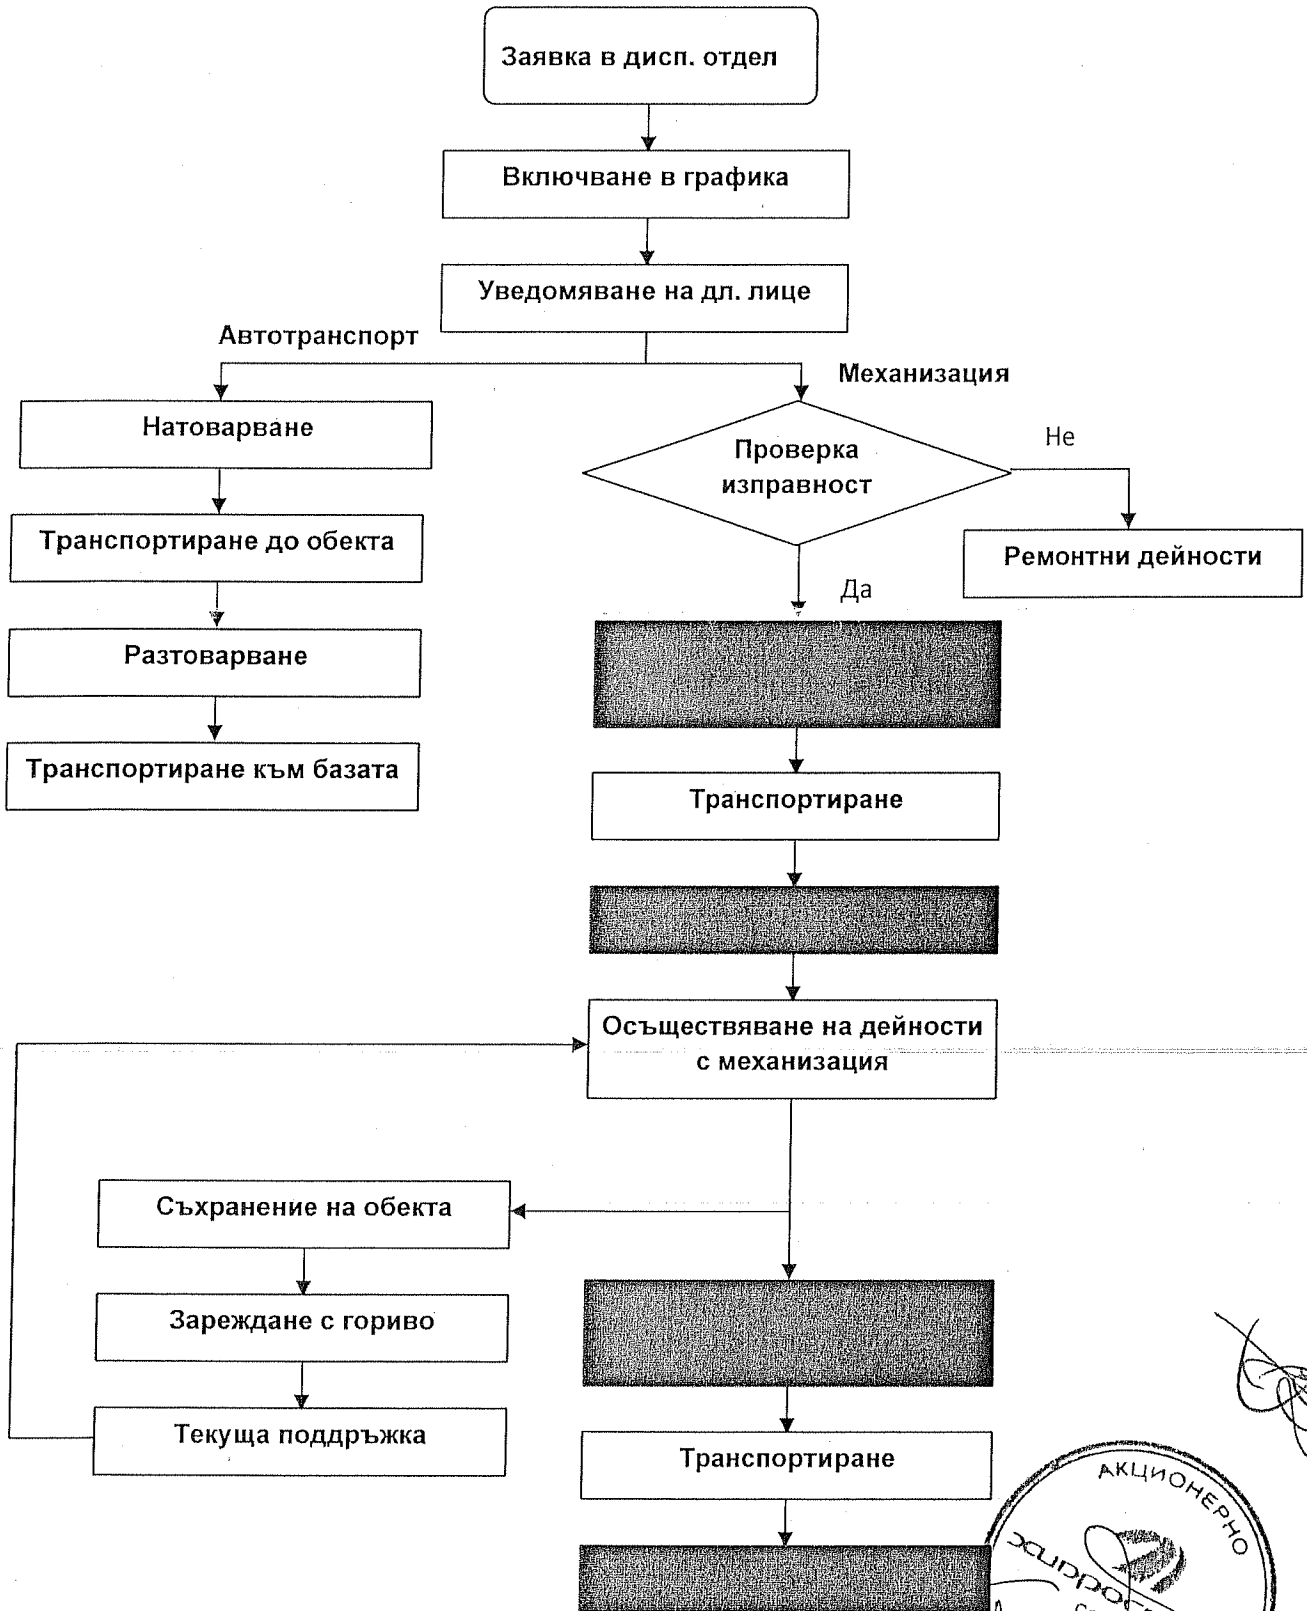 Заявка в дисп. отдел
Включване в графика
Уведомяване на дл. лице
Автотранспорт
Механизация
Натоварване
Проверка
изправност
Не
Транспортиране до обекта
Ремонтни дейности
Да
Разтоварване
Транспортиране към базата
Транспортиране
Осъществяване на дейности
с механизация
Съхранение на обекта
Зареждане с гориво
Текуща поддръжка
Транспортиране
АКЦИОНЕРНО